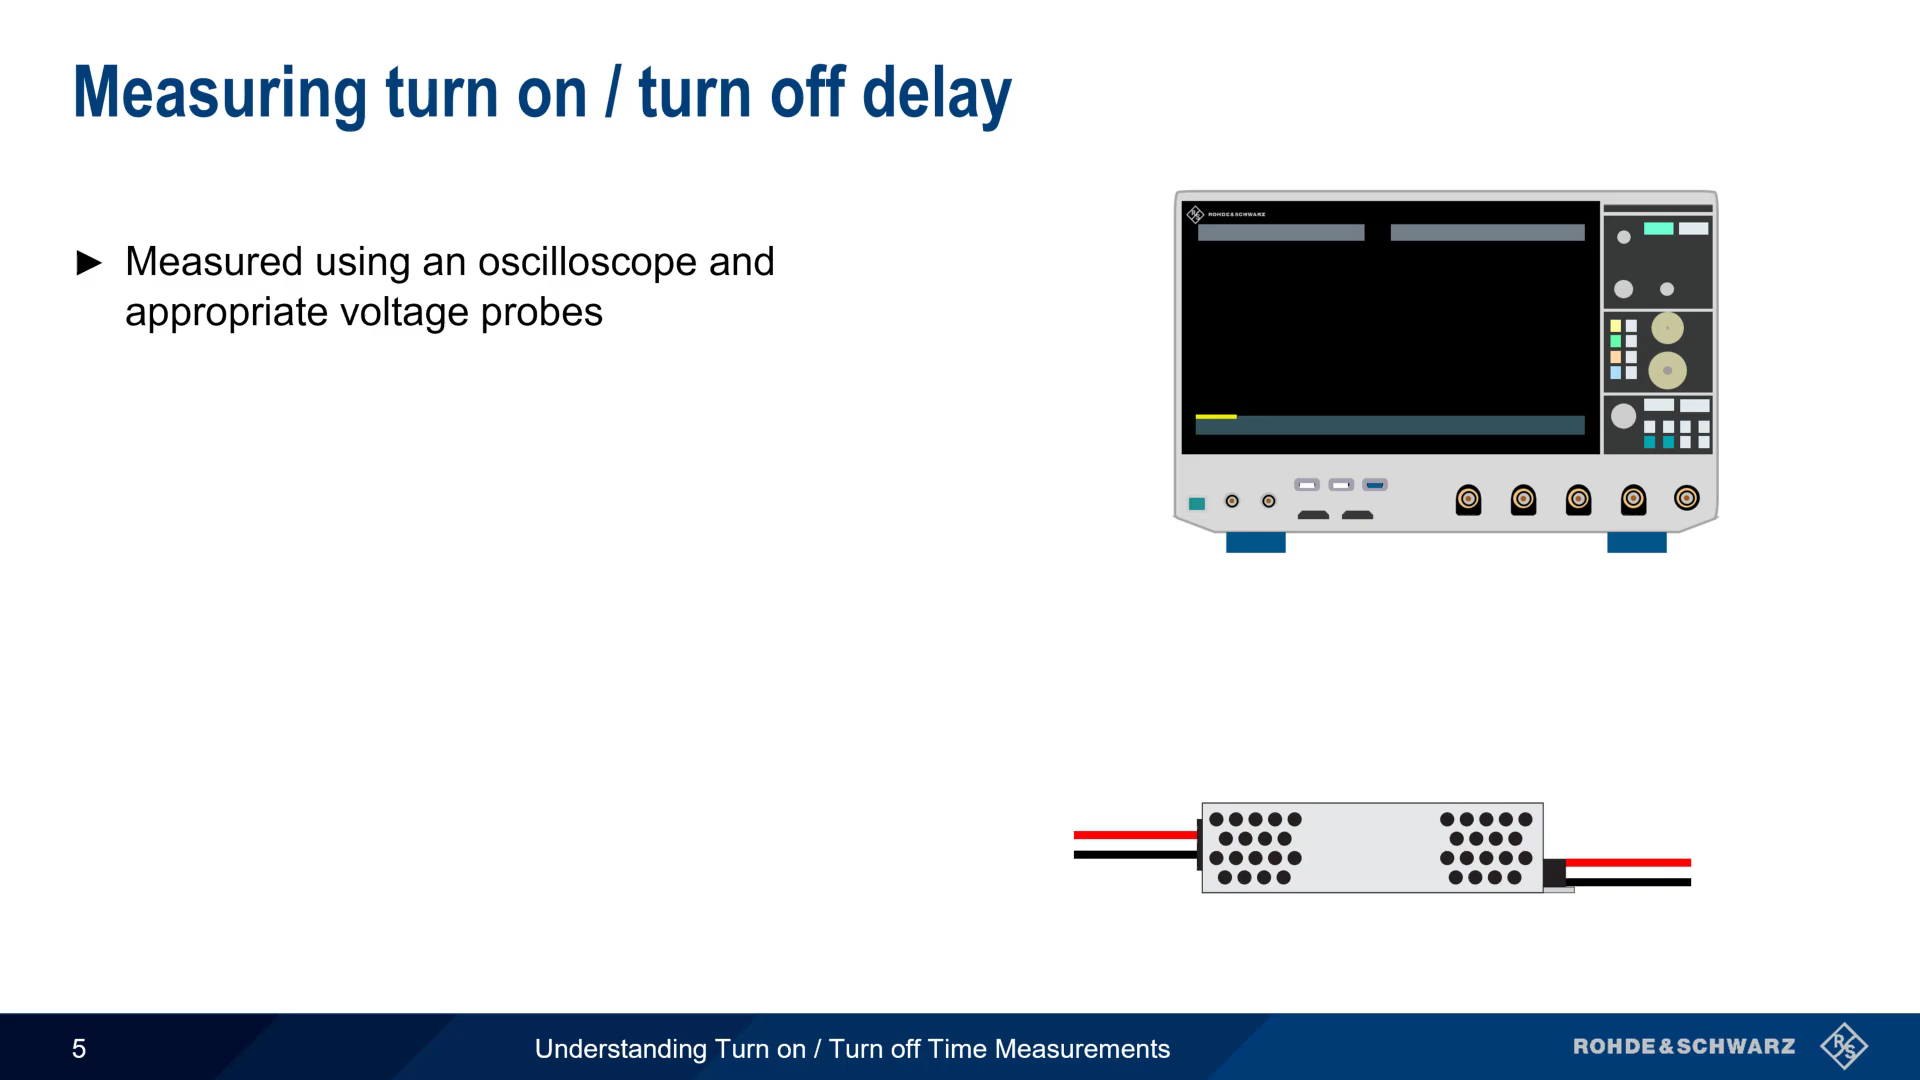 Measuring turn on / turn off delay
► Measured using an oscilloscope and
appropriate voltage probes
ROHDE&SCHWARZ
5
Understanding Turn on / Turn off Time Measurements
ROHDE&SCHWARZ
R&S